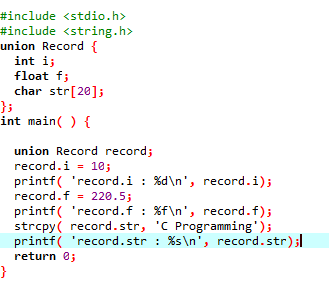 #include <stdio.h>
#include <string.h>
union Record {
  int i;
  float f;
  char str[20];
};
int main( ) {

  union Record record;
  record.i = 10;
  printf( 'record.i : %d\n', record.i);
  record.f = 220.5;
  printf( 'record.f : %f\n', record.f);
  strcpy( record.str, 'C Programming');
  printf( 'record.str : %s\n', record.str);
  return 0;
}